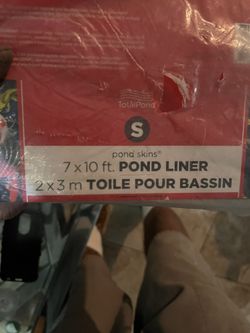 TotalPond
S
pond skins®
7 x 10 ft. POND LINER
2 x 3 m TOILE POUR BASSIN